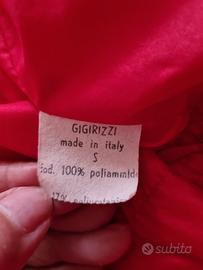 GIGIRIZZI
made in italy
S
fod. 100% poliammide
subito